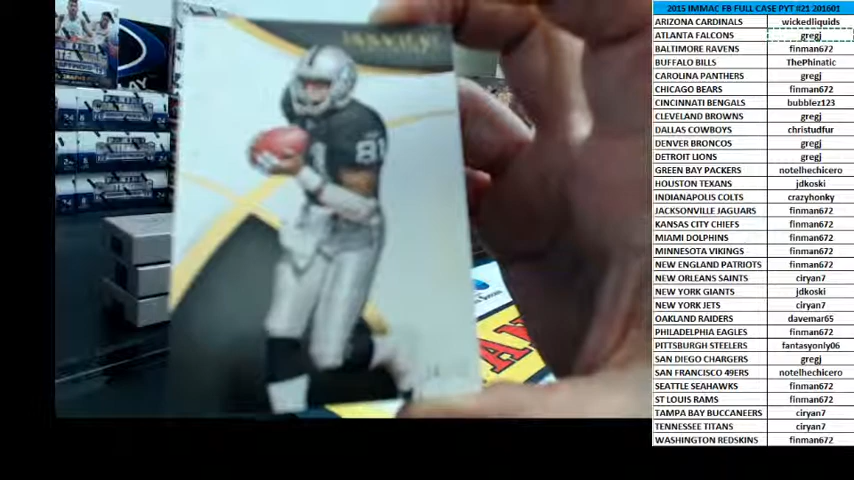 2015 IMMAC FB FULL CASE PYT #21 201601
ARIZONA CARDINALS wickedliquids
ATLANTA FALCONS gregj
BALTIMORE RAVENS finman672
BUFFALO BILLS ThePhinatic
CAROLINA PANTHERS gregj
CHICAGO BEARS finman672
CINCINNATI BENGALS bubblez123
CLEVELAND BROWNS gregj
DALLAS COWBOYS christudfur
DENVER BRONCOS gregj
DETROIT LIONS gregj
GREEN BAY PACKERS notelhechicero
HOUSTON TEXANS jdkoski
INDIANAPOLIS COLTS crazyhonky
JACKSONVILLE JAGUARS finman672
KANSAS CITY CHIEFS finman672
MIAMI DOLPHINS finman672
MINNESOTA VIKINGS finman672
NEW ENGLAND PATRIOTS finman672
NEW ORLEANS SAINTS ciryan7
NEW YORK GIANTS jdkoski
NEW YORK JETS ciryan7
OAKLAND RAIDERS davemar65
PHILADELPHIA EAGLES finman672
PITTSBURGH STEELERS fantasyonly06
SAN DIEGO CHARGERS gregj
SAN FRANCISCO 49ERS notelhechicero
SEATTLE SEAHAWKS finman672
ST LOUIS RAMS finman672
TAMPA BAY BUCCANEERS ciryan7
TENNESSEE TITANS ciryan7
WASHINGTON REDSKINS finman672
81